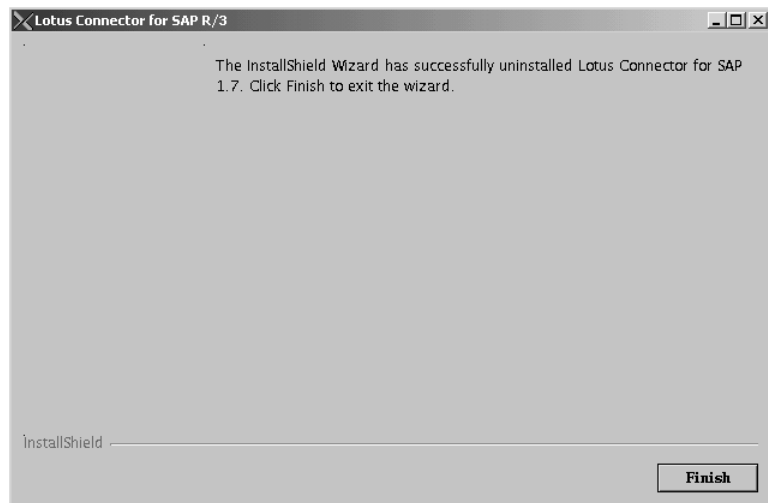 Lotus Connector for SAP R/3
The InstallShield Wizard has successfully uninstalled Lotus Connector for SAP
1.7. Click Finish to exit the wizard.
InstallShield
Finish